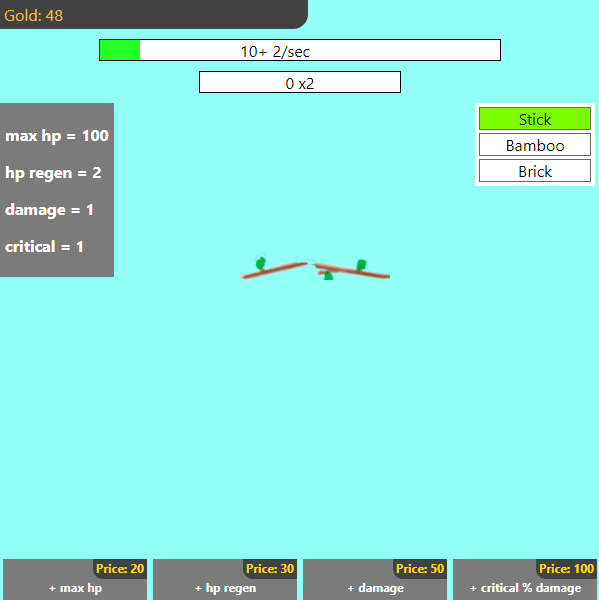 Gold: 48
10+ 2/sec
0 x2
max hp = 100
hp regen = 2
damage = 1
critical = 1
Stick
Bamboo
Brick
Price: 20
+ max hp
Price: 30
+ hp regen
Price: 50
+ damage
Price: 100
+ critical % damage